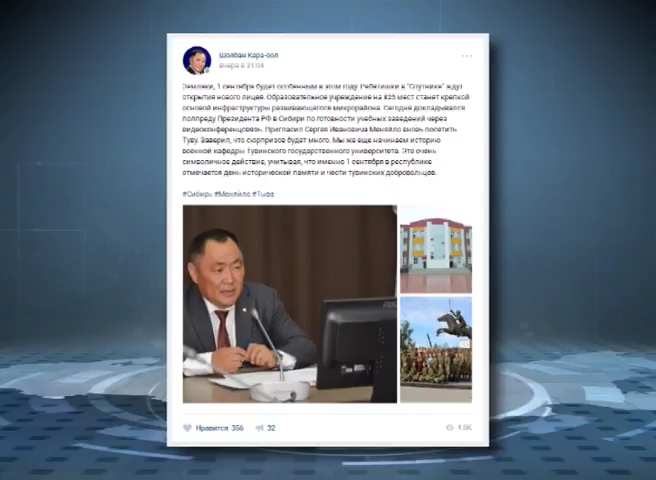 Шолбан Кара-оол
вчера в 21:04
Земляки, 1 сентября будет особенным в этом году. Ребятишки в "Спутнике" ждут
открытия нового лицея. Образовательное учреждение на 825 мест станет крепкой
основой инфраструктуры развивающегося микрорайона. Сегодня докладывался
полпреду Президента РФ в Сибири по готовности учебных заведений через
видеоконференцсвязь. Пригласил Сергея Ивановича Меняйло вновь посетить
Туву. Заверил, что сюрпризов будет много. Мы же еще начинаем историю
военной кафедры Тувинского государственного университета. Это очень
символичное действие, учитывая, что именно 1 сентября в республике
отмечается день исторической памяти и чести тувинских добровольцев.
#Сибирь #Меняйло #Тыва
Нравится 356 32 4.5K